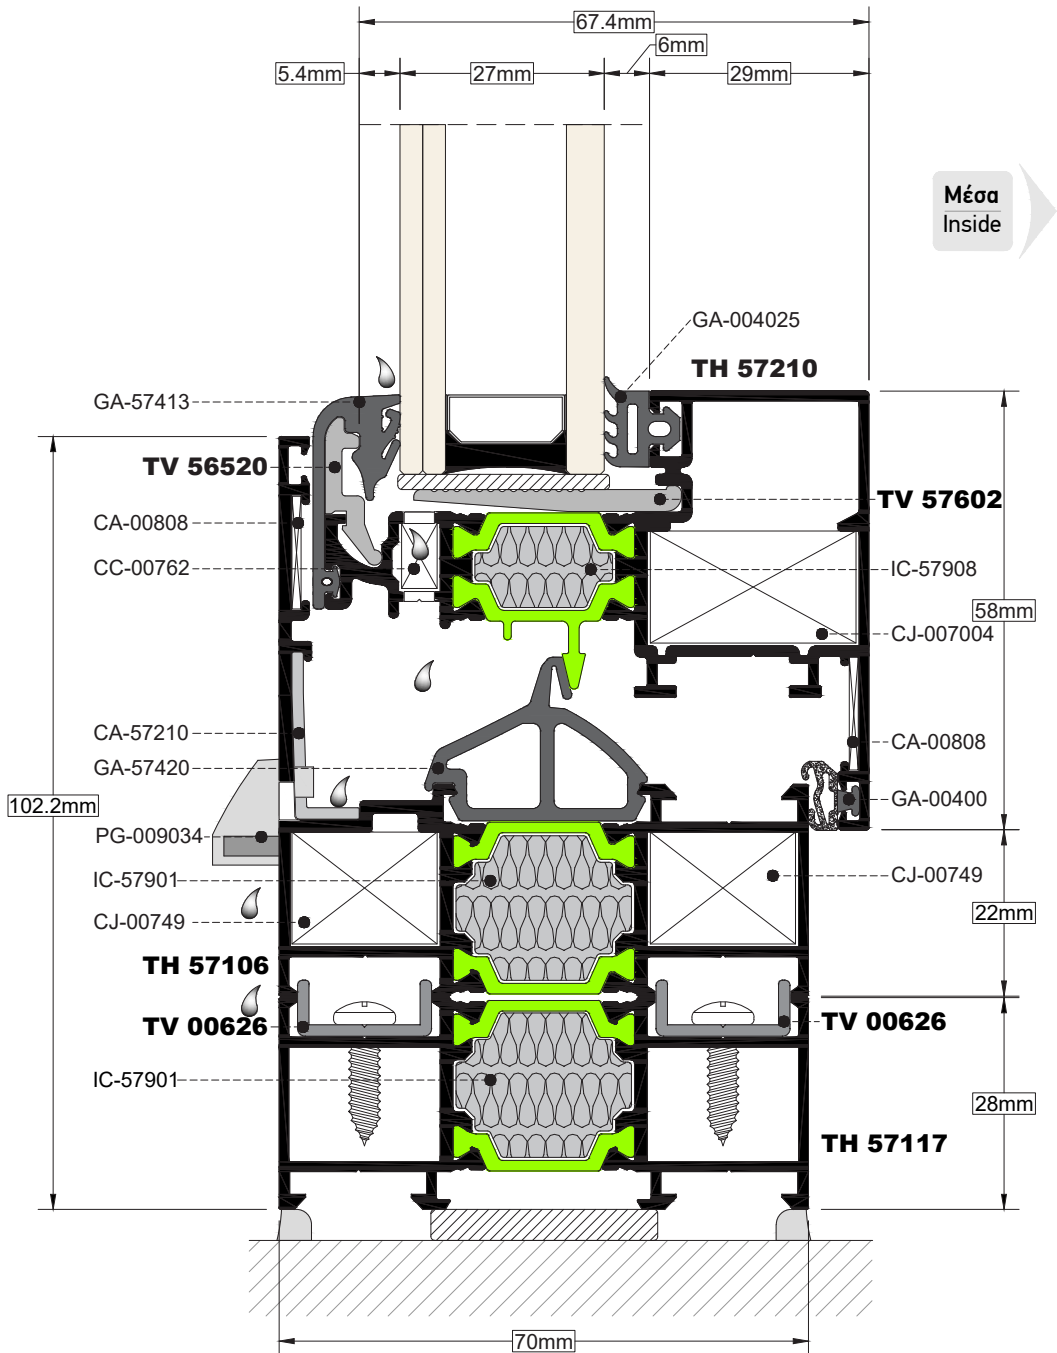 67.4mm
6mm
5.4mm
27mm
29mm
Μέσα
Inside
GA-004025
TH 57210
GA-57413
TV 56520
TV 57602
CA-00808
CC-00762
IC-57908
58mm
CJ-007004
CA-57210
CA-00808
GA-57420
GA-00400
102.2mm
PG-009034
IC-57901
CJ-00749
CJ-00749
22mm
TH 57106
TV 00626
TV 00626
IC-57901
28mm
TH 57117
70mm